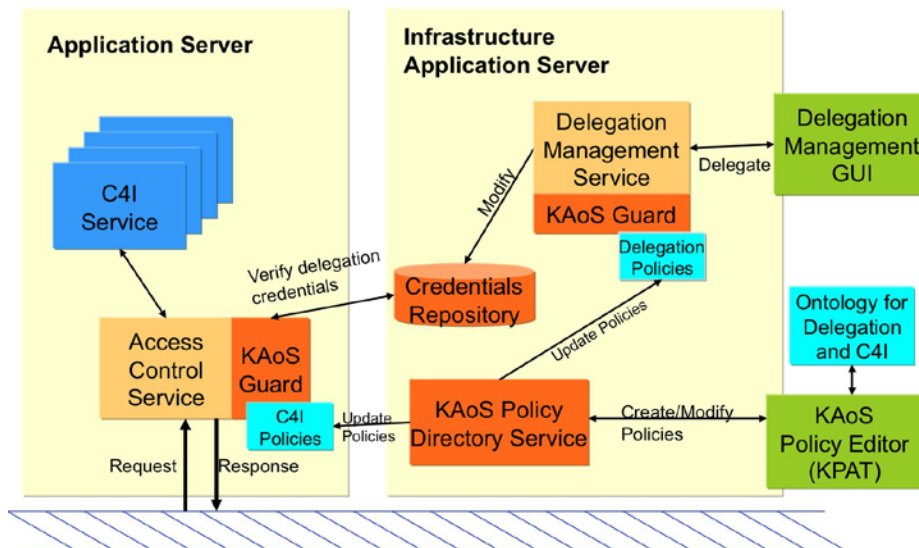 Application Server
Infrastructure
Application Server
C4I
Service
Delegation
Management
Service
KAoS Guard
Delegation
Policies
Delegate
Delegation
Management
GUI
Modify
Verify delegation
credentials
Credentials
Repository
Update Policies
Ontology for
Delegation
and C4I
Access
Control
Service
KAoS
Guard
C4I
Policies
Update
Policies
KAoS Policy
Directory Service
Create/Modify
Policies
KAoS
Policy Editor
(KPAT)
Request
Response